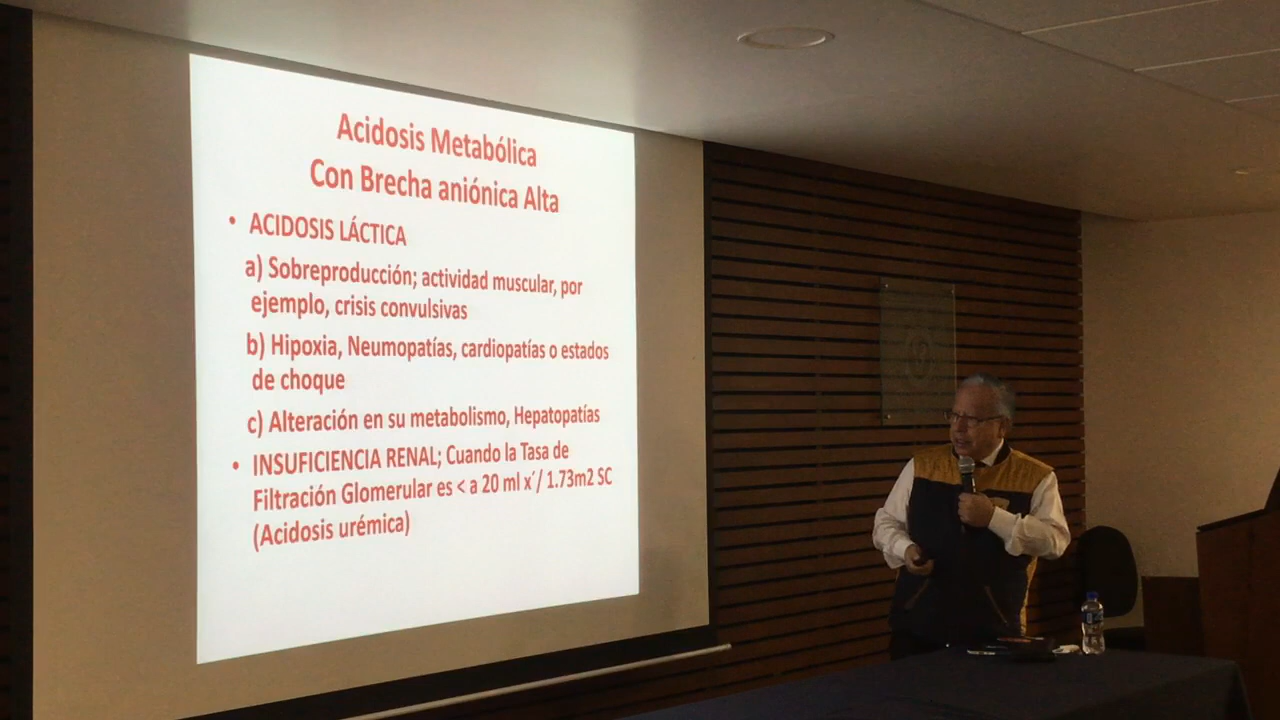 Acidosis Metabólica
Con Brecha aniónica Alta
• ACIDOSIS LÁCTICA
a) Sobreproducción; actividad muscular, por
ejemplo, crisis convulsivas
b) Hipoxia, Neumopatías, cardiopatías o estados
de choque
c) Alteración en su metabolismo, Hepatopatías
• INSUFICIENCIA RENAL; Cuando la Tasa de
Filtración Glomerular es < a 20 ml x´/ 1.73m2 SC
(Acidosis urémica)